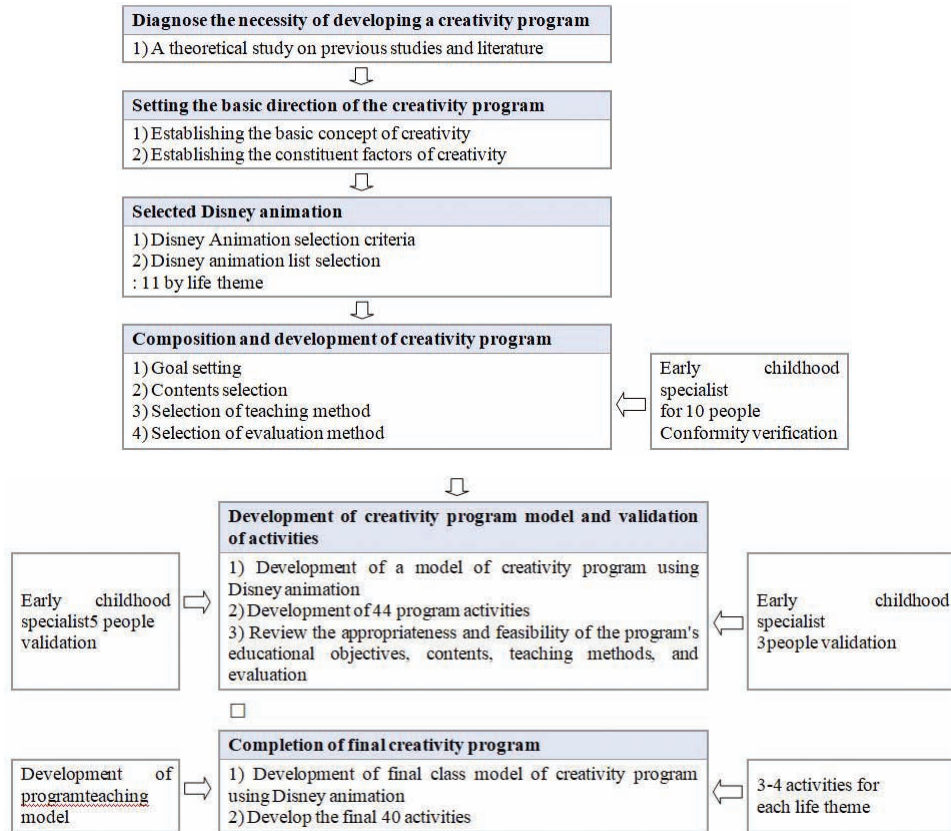 Diagnose the necessity of developing a creativity program
1) A theoretical study on previous studies and literature
Setting the basic direction of the creativity program
1) Establishing the basic concept of creativity
2) Establishing the constituent factors of creativity
Selected Disney animation
1) Disney Animation selection criteria
2) Disney animation list selection
: 11 by life theme
Composition and development of creativity program
1) Goal setting
2) Contents selection
3) Selection of teaching method
4) Selection of evaluation method
Early childhood
specialist
for 10 people
Conformity verification
Development of creativity program model and validation
of activities
1) Development of a model of creativity program using
Disney animation
2) Development of 44 program activities
3) Review the appropriateness and feasibility of the program's
educational objectives, contents, teaching methods, and
evaluation
Early childhood
specialist5 people
validation
Early childhood
specialist
3people validation
Completion of final creativity program
1) Development of final class model of creativity program
using Disney animation
2) Develop the final 40 activities
Development of
programteaching
model
3-4 activities for
each life theme